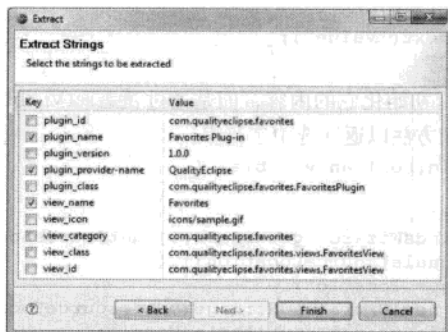 Extract
Extract Strings
Select the strings to be extracted
Key Value
plugin_id com.qualityeclipse.favorites
plugin_name Favorites Plug-in
plugin_version 1.0.0
plugin_provider-name QualityEclipse
plugin_class com.qualityeclipse.favorites.FavoritesPlugin
view_name Favorites
view_icon icons/sample.gif
view_category com.qualityeclipse.favorites
view_class com.qualityeclipse.favorites.views.FavoritesView
view_id com.qualityeclipse.favorites.views.FavoritesView
< Back Next > Finish Cancel